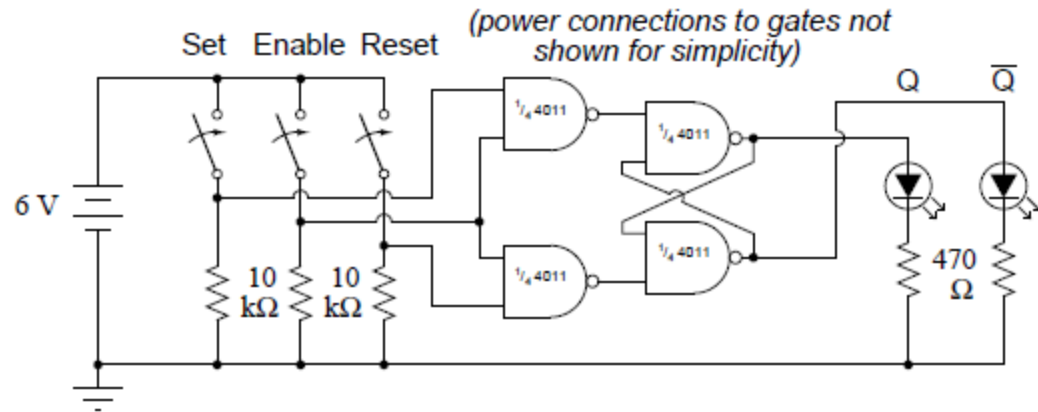 (power connections to gates not
shown for simplicity)
Set Enable Reset
Q Q̅
1/4 4011
1/4 4011
6 V
1/4 4011
1/4 4011
10
kΩ
10
kΩ
470
Ω